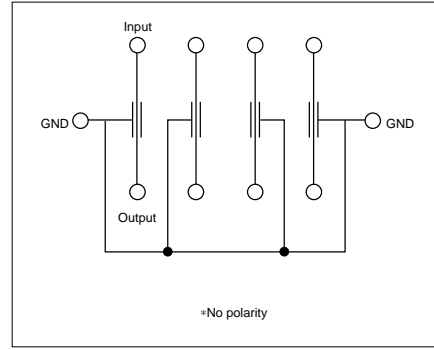 Input
GND
GND
Output
*No polarity